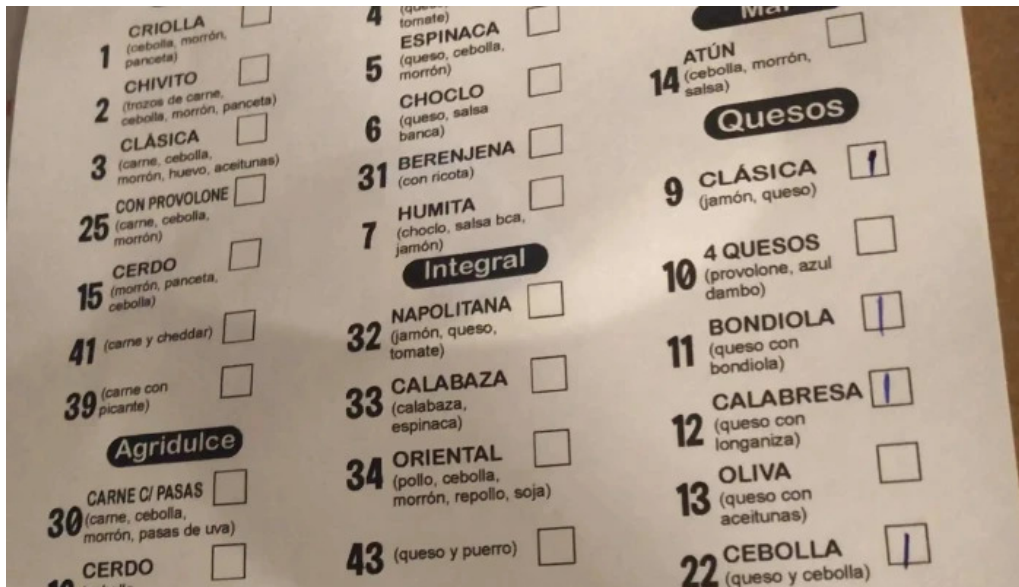 1 CRIOLLA
(cebolla, morrón,
panceta)
2 CHIVITO
(trozos de carne,
cebolla, morrón, panceta)
3 CLÁSICA
(carne, cebolla,
morrón, huevo, aceitunas)
25 CON PROVOLONE
(carne, cebolla,
morrón)
15 CERDO
(morrón, panceta,
cebolla)
41 (carne y cheddar)
39 (carne con
picante)
Agridulce
30 CARNE C/ PASAS
(carne, cebolla,
morrón, pasas de uva)
CERDO
4
tomate)
5 ESPINACA
(queso, cebolla,
morrón)
6 CHOCLO
(queso, salsa
banca)
31 BERENJENA
(con ricota)
7 HUMITA
(choclo, salsa bca,
jamón)
Integral
32 NAPOLITANA
(jamón, queso,
tomate)
33 CALABAZA
(calabaza,
espinaca)
34 ORIENTAL
(pollo, cebolla,
morrón, repollo, soja)
43 (queso y puerro)
14 ATÚN
(cebolla, morrón,
salsa)
Quesos
9 CLÁSICA 1
(jamón, queso)
10 4 QUESOS
(provolone, azul
dambo)
11 BONDIOLA 1
(queso con
bondiola)
12 CALABRESA 1
(queso con
longaniza)
13 OLIVA
(queso con
aceitunas)
22 CEBOLLA 1
(queso y cebolla)